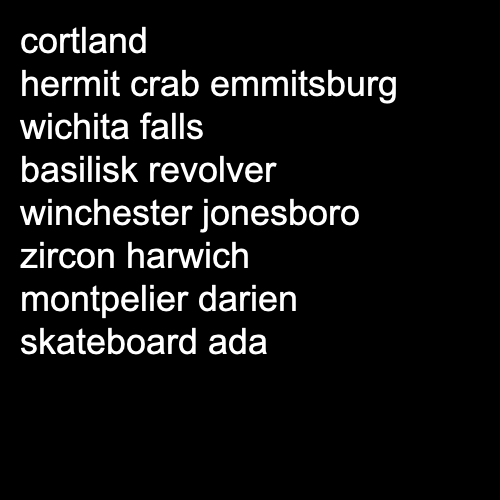 cortland
hermit crab emmitsburg
wichita falls
basilisk revolver
winchester jonesboro
zircon harwich
montpelier darien
skateboard ada